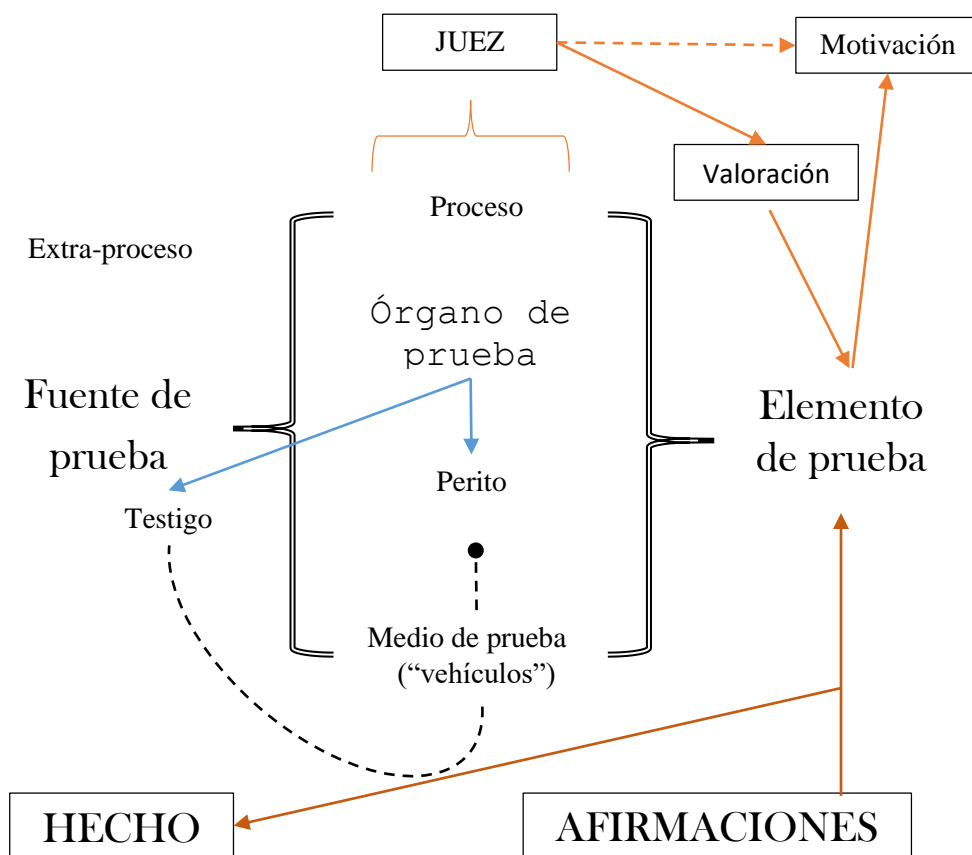 JUEZ
Motivación
Valoración
Proceso
Extra-proceso
Órgano de
prueba
Fuente de
prueba
Elemento
de prueba
Perito
Testigo
Medio de prueba
(“vehículos”)
HECHO
AFIRMACIONES